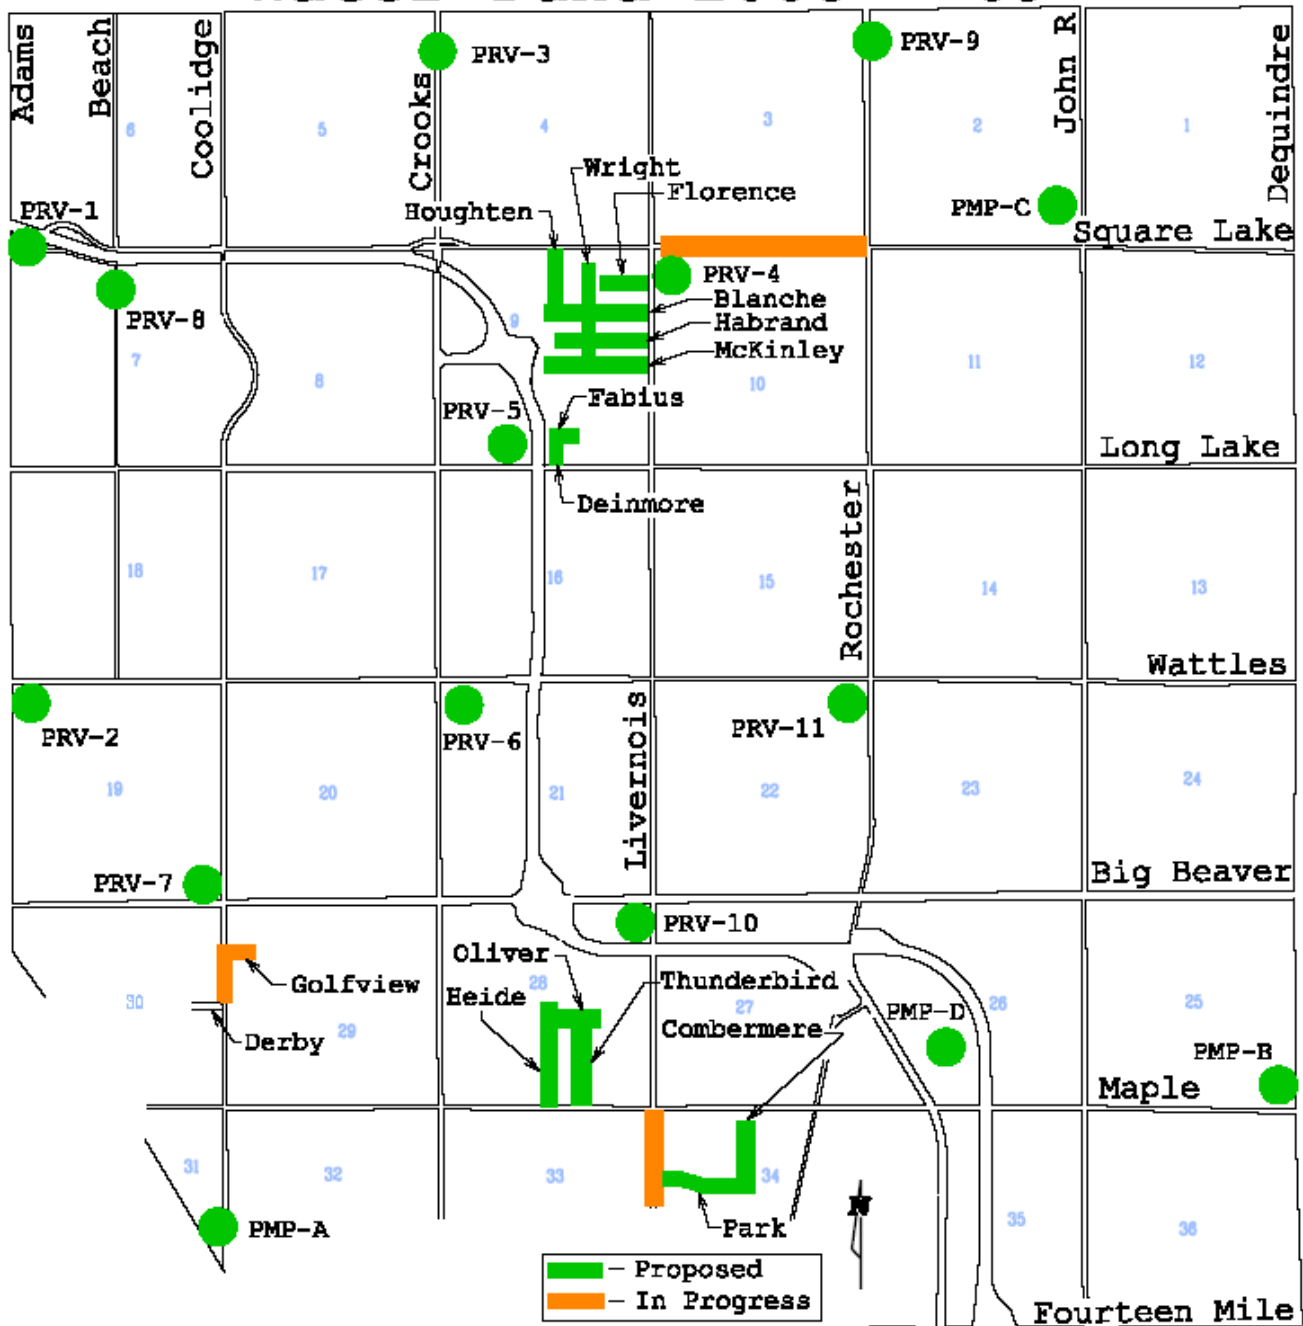 Adams
Beach
Coolidge
Crooks
PRV-3
PRV-9
John R
Dequindre
6
5
4
3
2
1
Wright
Florence
Houghten
PMP-C
PRV-1
Square Lake
PRV-4
PRV-8
Blanche
Habrand
McKinley
7
8
9
10
11
12
Fabius
PRV-5
Long Lake
Deinmore
Rochester
18
17
16
15
14
13
Wattles
PRV-2
PRV-6
Livernois
PRV-11
19
20
21
22
23
24
Big Beaver
PRV-7
PRV-10
Oliver
Golfview
Heide
Thunderbird
Combermere
Derby
30
29
28
27
26
25
PMP-D
PMP-B
Maple
31
32
33
34
35
36
PMP-A
Park
N
- Proposed
- In Progress
Fourteen Mile